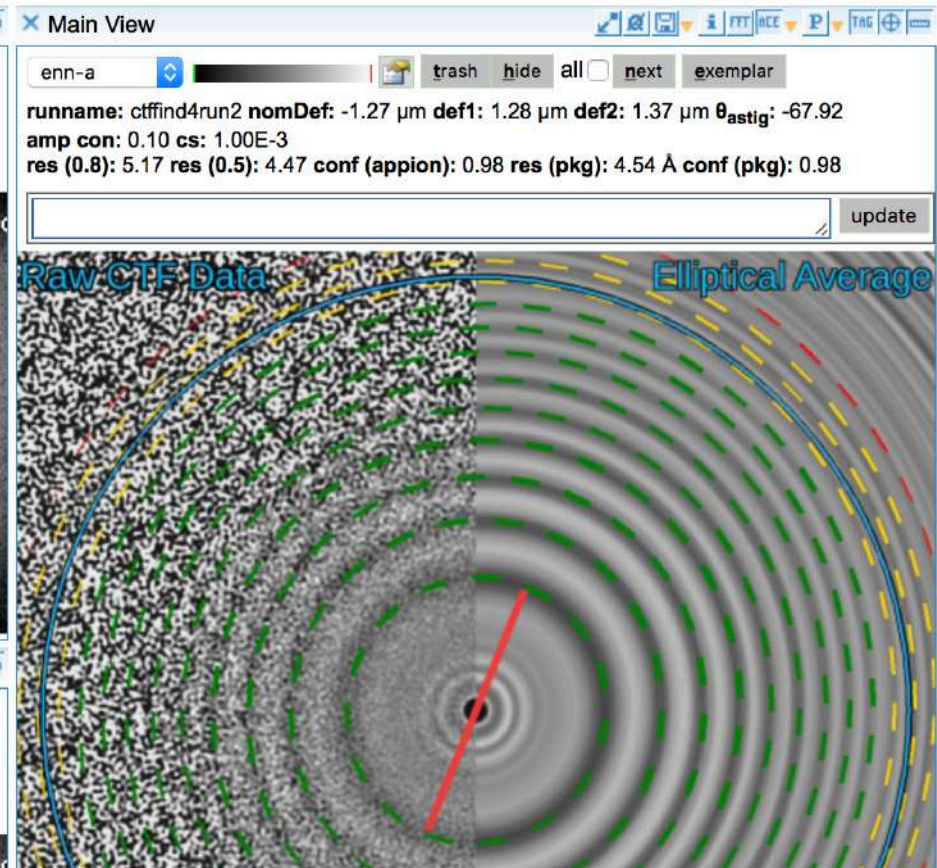 Main View
i FFT ACE P TAG
enn-a trash hide all next exemplar
runname: ctffind4run2 nomDef: -1.27 μm def1: 1.28 μm def2: 1.37 μm θastig: -67.92
amp con: 0.10 cs: 1.00E-3
res (0.8): 5.17 res (0.5): 4.47 conf (appion): 0.98 res (pkg): 4.54 Å conf (pkg): 0.98
update
Raw CTF Data
Elliptical Average